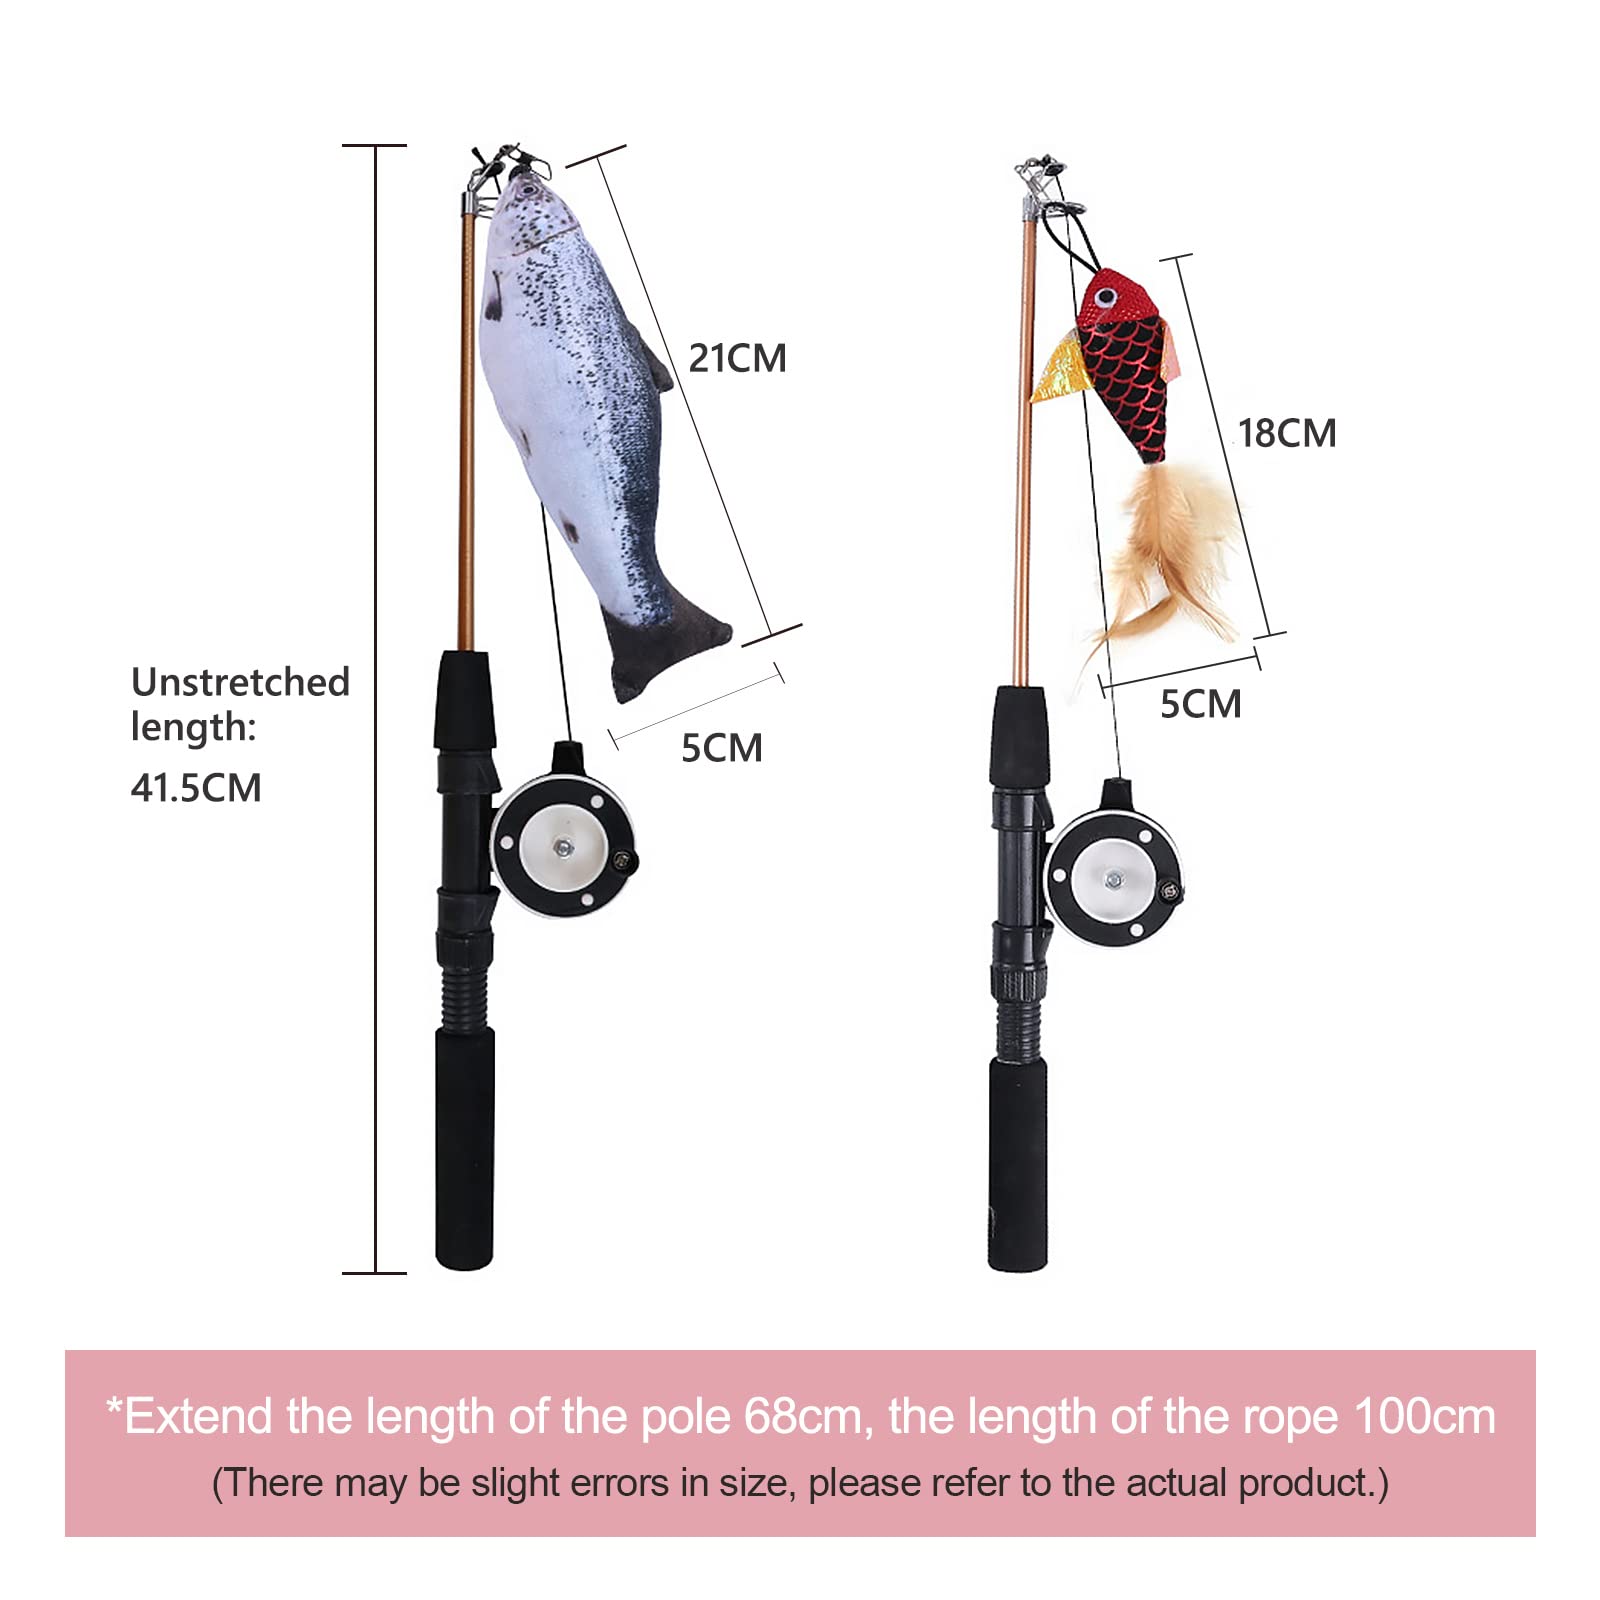 21CM
18CM
Unstretched
length:
41.5CM
5CM
5CM
*Extend the length of the pole 68cm, the length of the rope 100cm
(There may be slight errors in size, please refer to the actual product.)